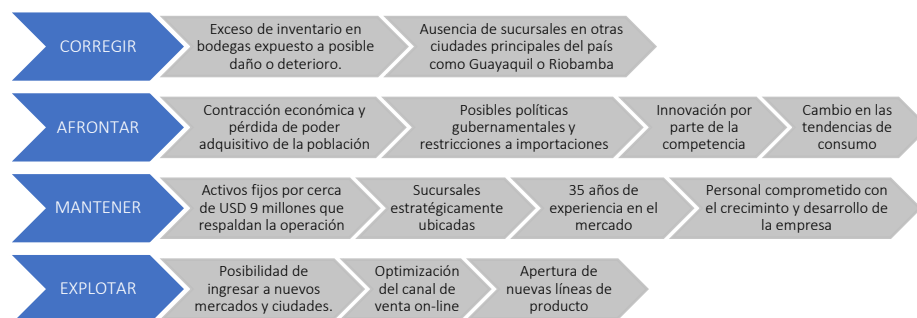 CORREGIR
Exceso de inventario en
bodegas expuesto a posible
daño o deterioro.
Ausencia de sucursales en otras
ciudades principales del país
como Guayaquil o Riobamba
AFRONTAR
Contracción económica y
pérdida de poder
adquisitivo de la población
Posibles políticas
gubernamentales y
restricciones a importaciones
Innovación por
parte de la
competencia
Cambio en las
tendencias de
consumo
MANTENER
Activos fijos por cerca
de USD 9 millones que
respaldan la operación
Sucursales
estratégicamente
ubicadas
35 años de
experiencia en el
mercado
Personal comprometido con
el creciminto y desarrollo de
la empresa
EXPLOTAR
Posibilidad de
ingresar a nuevos
mercados y ciudades.
Optimización
del canal de
venta on-line
Apertura de
nuevas líneas de
producto